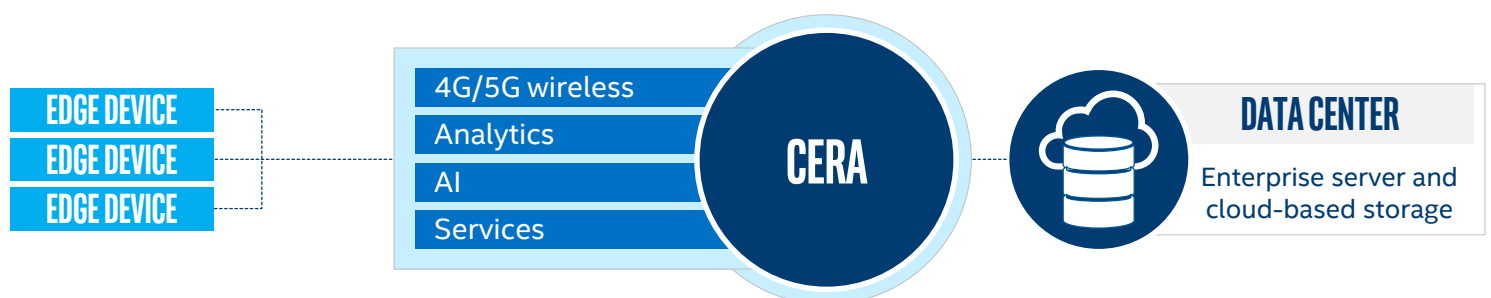 EDGE DEVICE
EDGE DEVICE
EDGE DEVICE
4G/5G wireless
Analytics
AI
Services
CERA
DATA CENTER
Enterprise server and
cloud-based storage